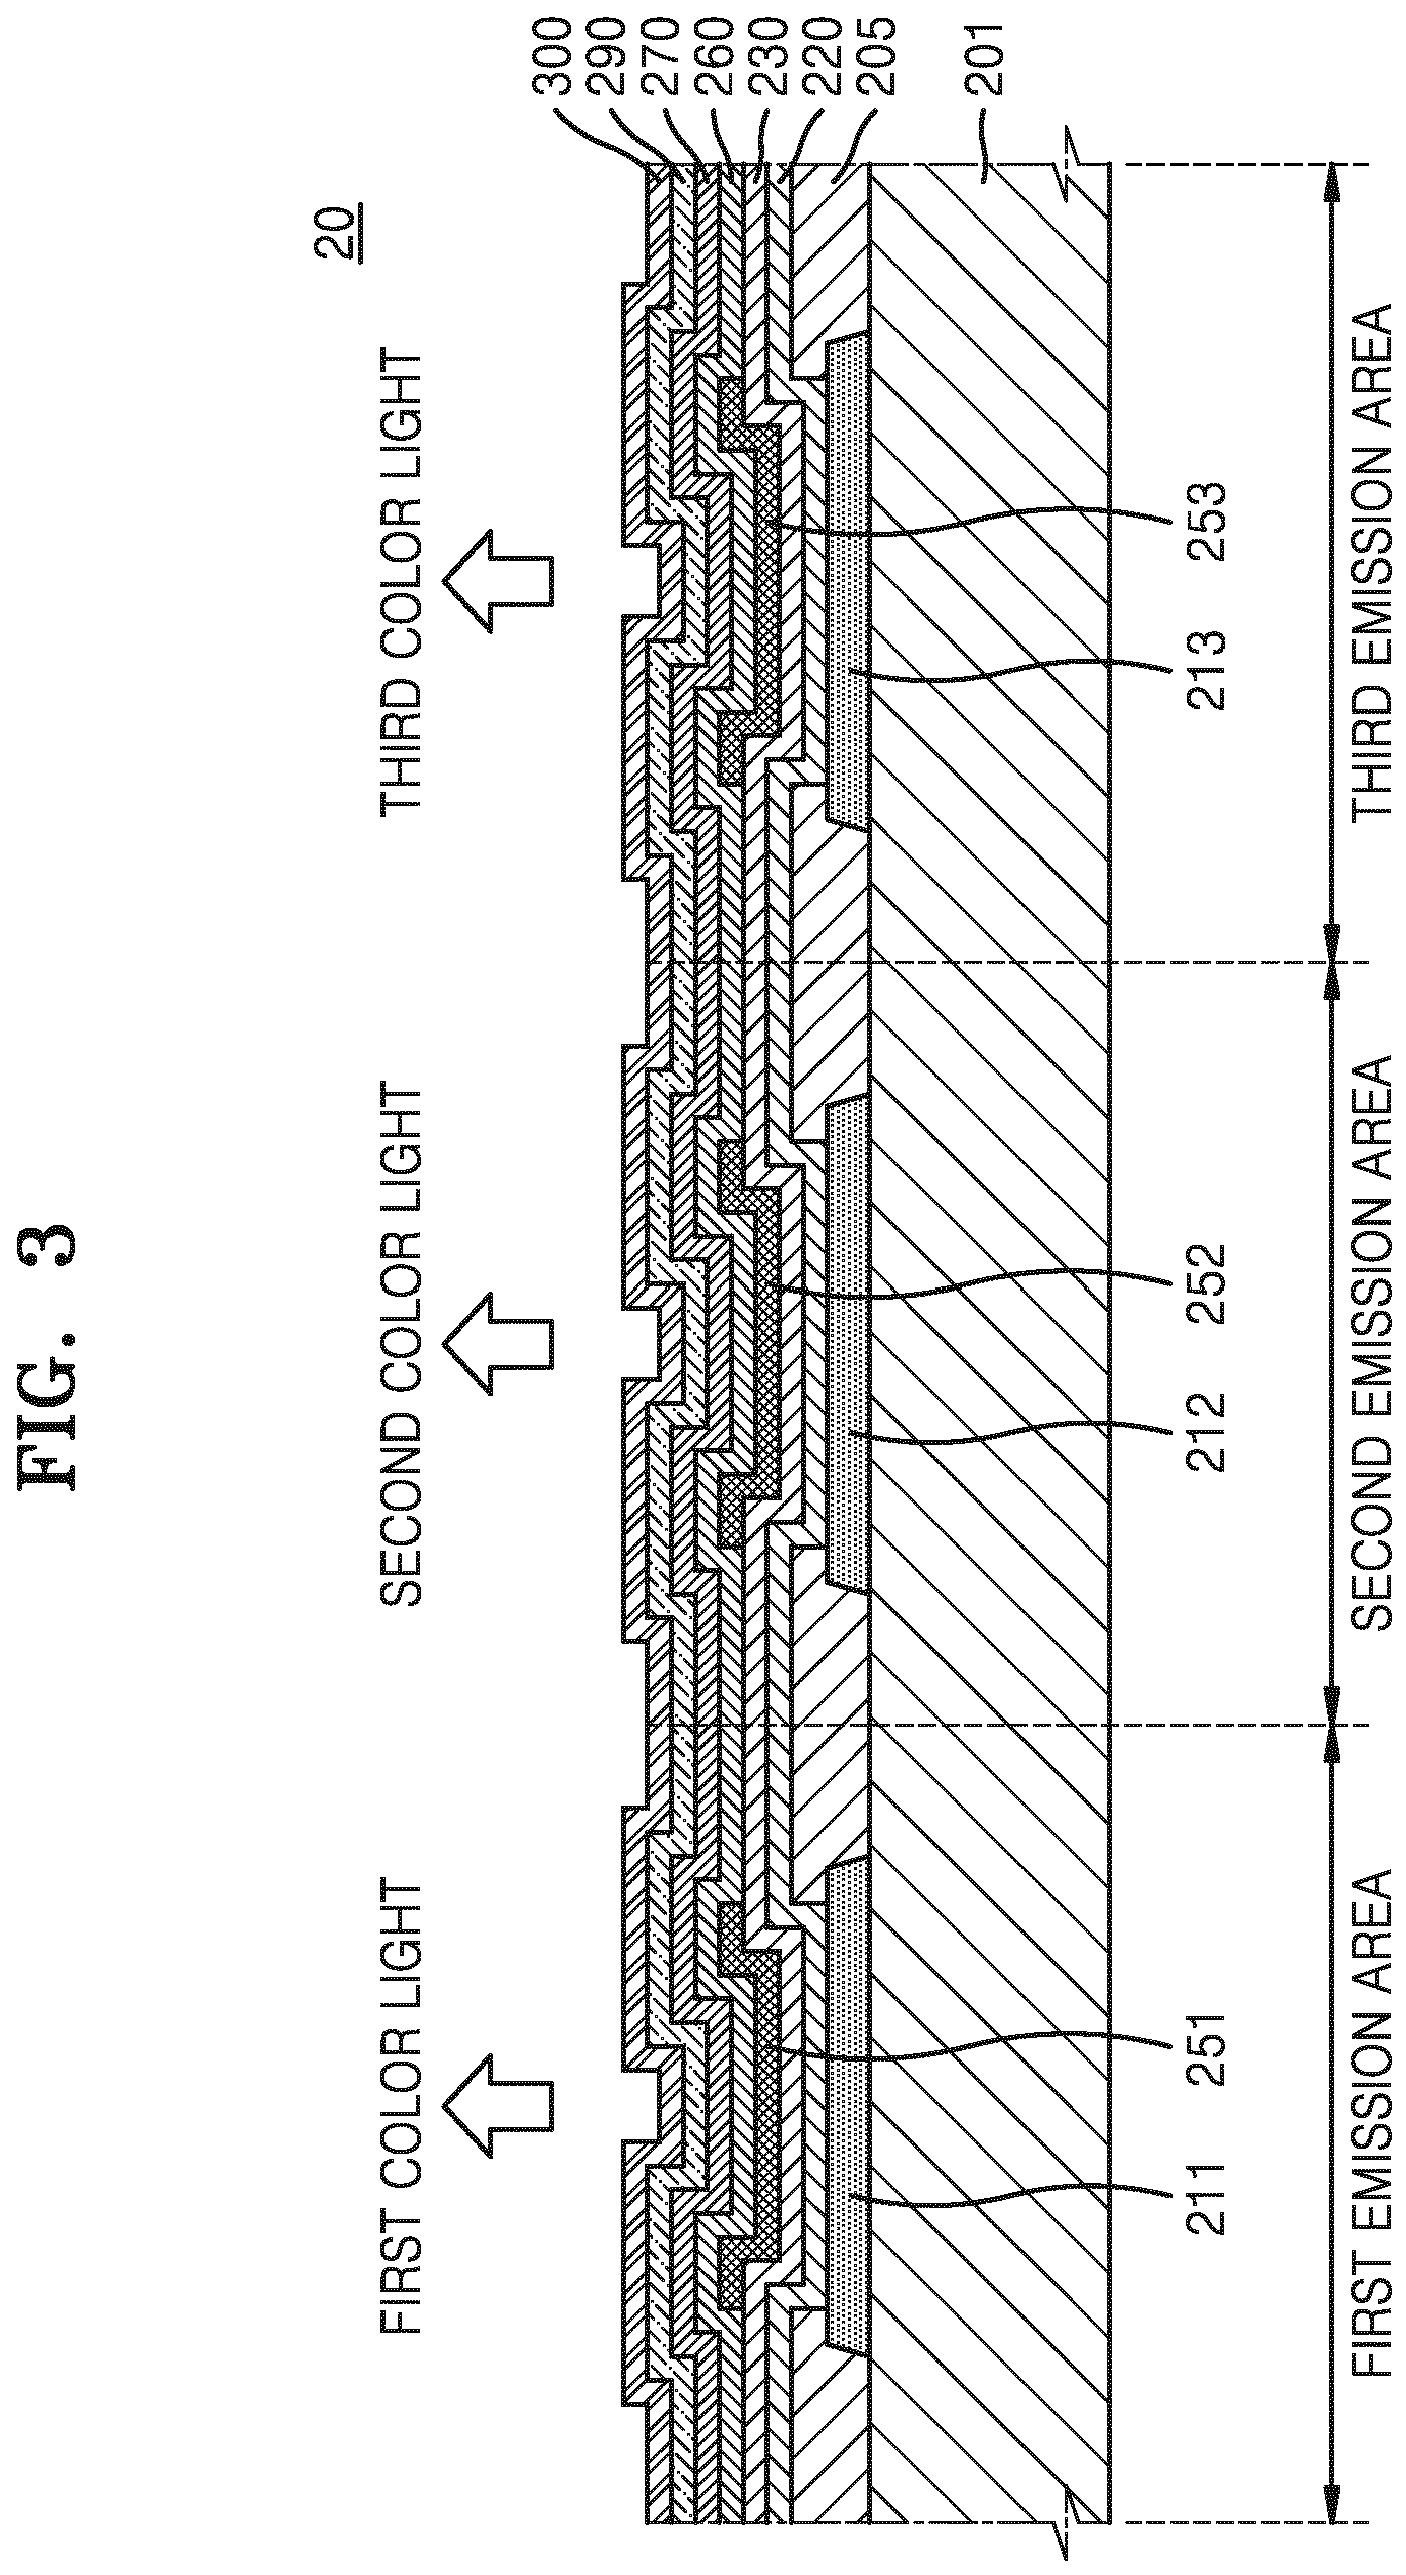 FIG. 3
20
FIRST COLOR LIGHT
SECOND COLOR LIGHT
THIRD COLOR LIGHT
300
290
270
260
230
220
205
201
211
251
212
252
213
253
FIRST EMISSION AREA
SECOND EMISSION AREA
THIRD EMISSION AREA